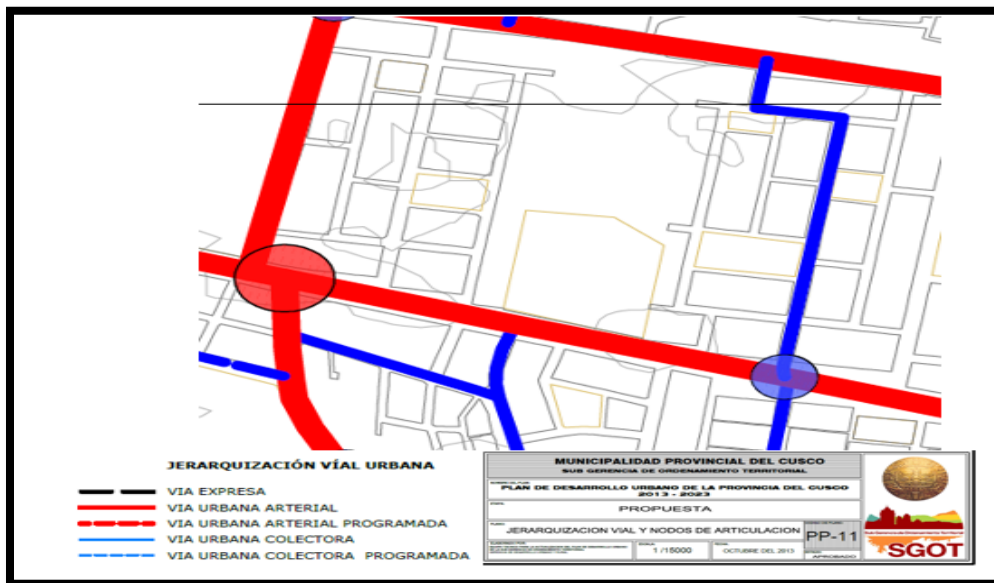 JERARQUIZACIÓN VÍAL URBANA
VIA EXPRESA
VIA URBANA ARTERIAL
VIA URBANA ARTERIAL PROGRAMADA
VIA URBANA COLECTORA
VIA URBANA COLECTORA PROGRAMADA
MUNICIPALIDAD PROVINCIAL DEL CUSCO
SUB GERENCIA DE ORDENAMIENTO TERRITORIAL
PLAN DE DESARROLLO URBANO DE LA PROVINCIA DEL CUSCO
2013 - 2023
PROPUESTA
JERARQUIZACION VIAL Y NODOS DE ARTICULACION
PP-11
1 /15000
OCTUBRE DEL 2013
APROBADO
SGOT